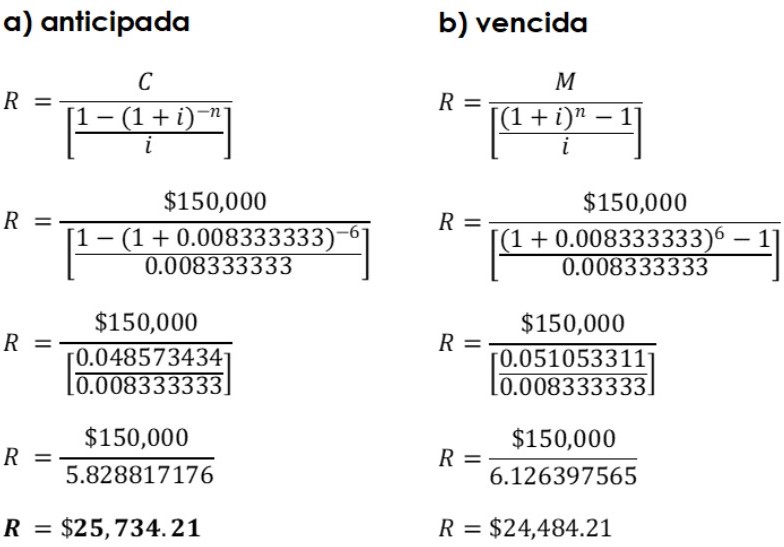 a) anticipada
R = C / [(1 − (1 + i)⁻ⁿ) / i]
R = $150,000 / [(1 − (1 + 0.008333333)⁻⁶) / 0.008333333]
R = $150,000 / [0.048573434 / 0.008333333]
R = $150,000 / 5.828817176
R = $25,734.21
b) vencida
R = M / [((1 + i)ⁿ − 1) / i]
R = $150,000 / [((1 + 0.008333333)⁶ − 1) / 0.008333333]
R = $150,000 / [0.051053311 / 0.008333333]
R = $150,000 / 6.126397565
R = $24,484.21